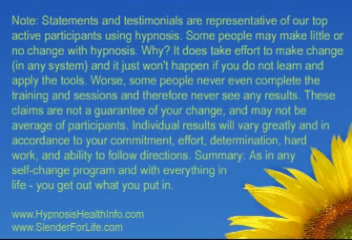 Note: Statements and testimonials are representative of our top
active participants using hypnosis. Some people may make little or
no change with hypnosis. Why? It does take effort to make change
(in any system) and it just won't happen if you do not learn and
apply the tools. Worse, some people never even complete the
training and sessions and therefore never see any results. These
claims are not a guarantee of your change, and may not be
average of participants. Individual results will vary greatly and in
accordance to your commitment, effort, determination, hard
work, and ability to follow directions. Summary: As in any
self-change program and with everything in
life - you get out what you put in.
www.HypnosisHealthInfo.com
www.SlenderForLife.com